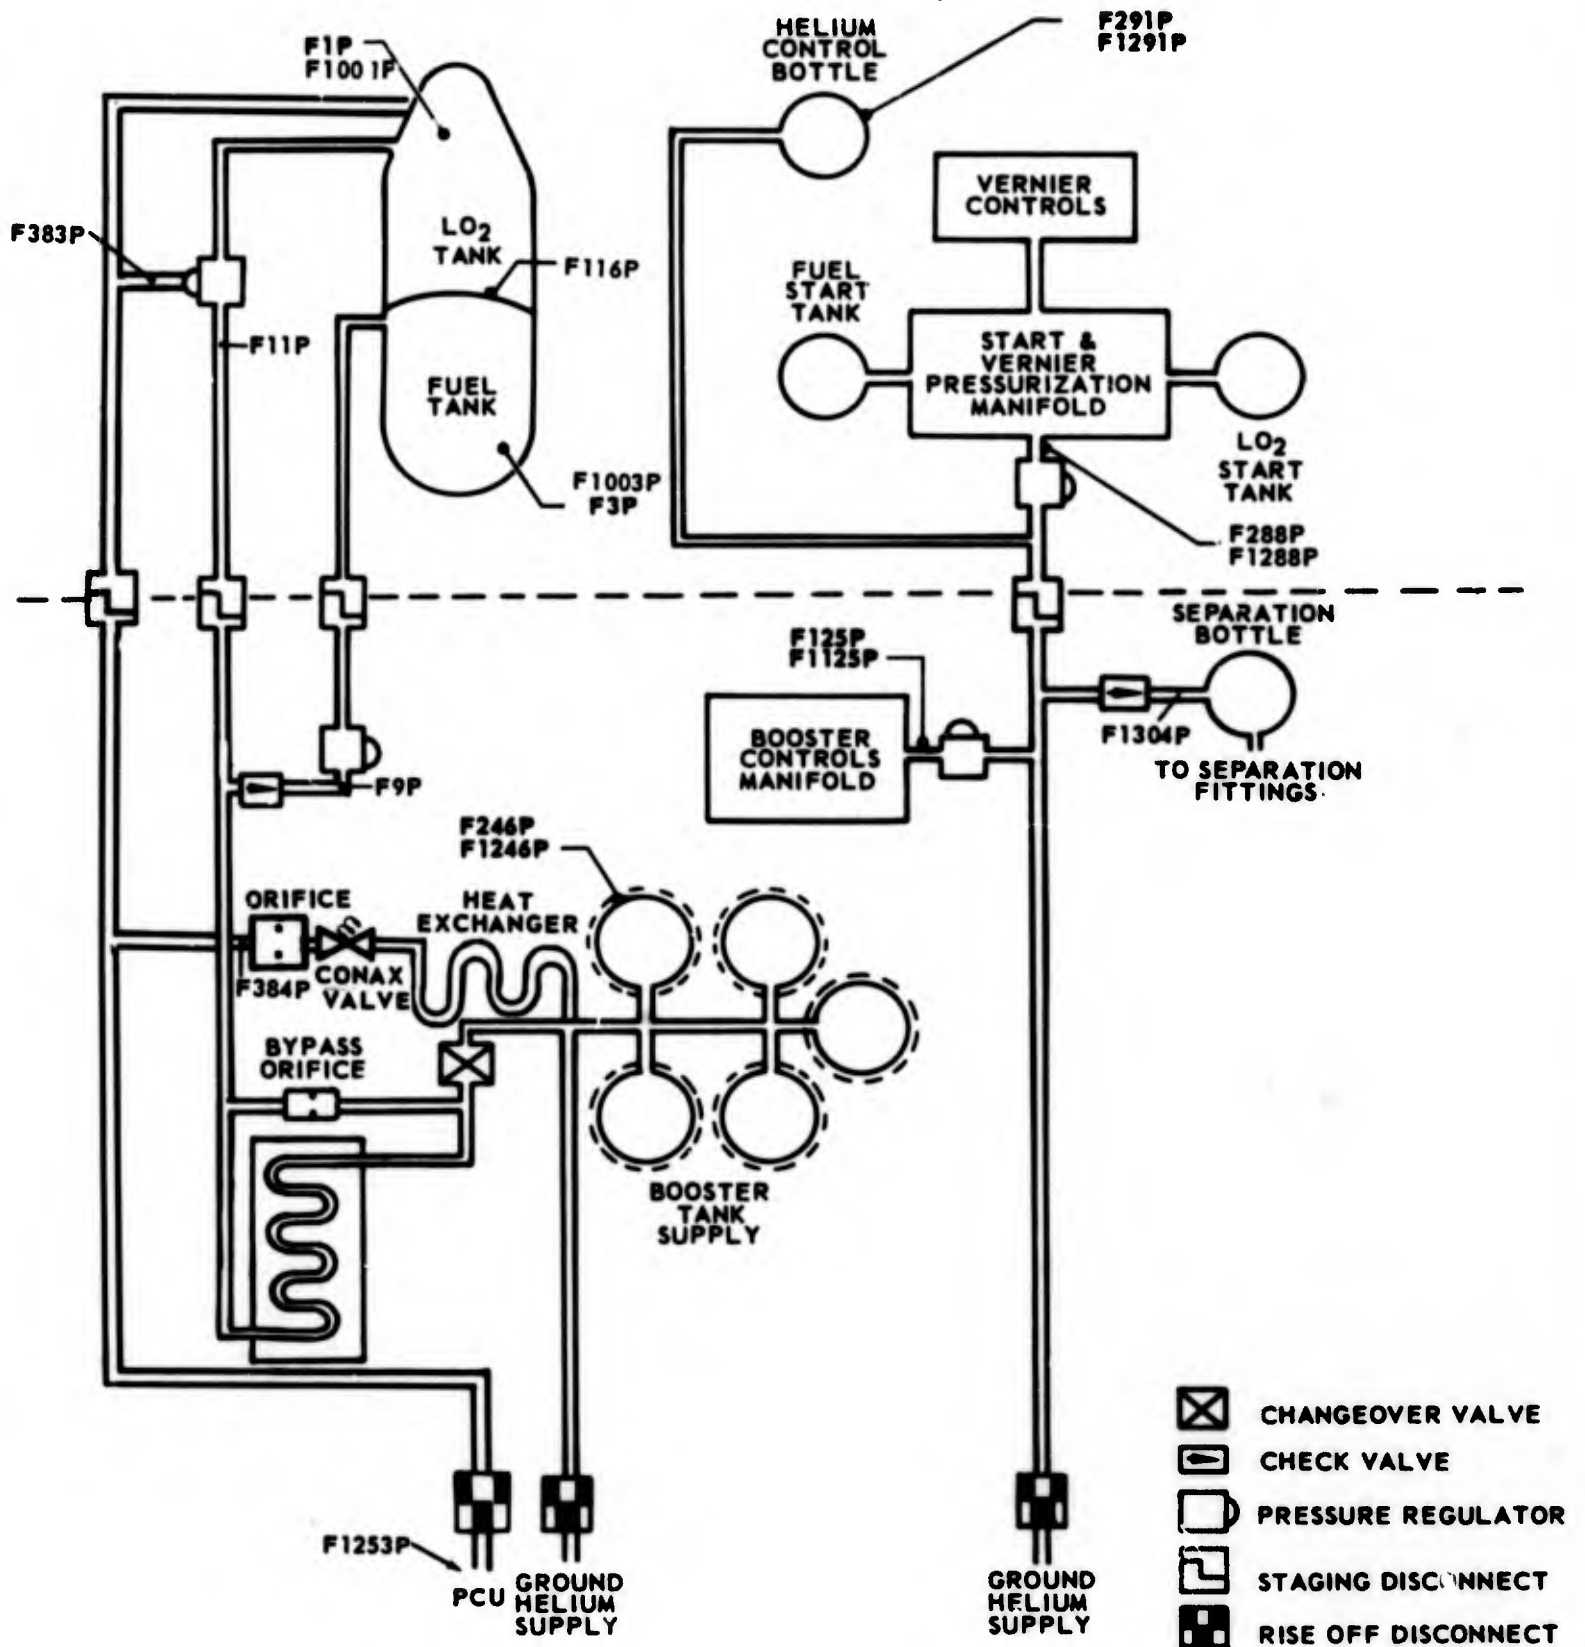 F1P
F1001P
HELIUM
CONTROL
BOTTLE
F291P
F1291P
VERNIER
CONTROLS
F383P
LO2
TANK
F116P
FUEL
START
TANK
F11P
START &
VERNIER
PRESSURIZATION
MANIFOLD
FUEL
TANK
LO2
START
TANK
F1003P
F3P
F288P
F1288P
SEPARATION
BOTTLE
F125P
F1125P
F1304P
BOOSTER
CONTROLS
MANIFOLD
TO SEPARATION
FITTINGS
F9P
F246P
F1246P
ORIFICE
HEAT
EXCHANGER
F384P
CONAX
VALVE
BYPASS
ORIFICE
BOOSTER
TANK
SUPPLY
F1253P
PCU
GROUND
HELIUM
SUPPLY
GROUND
HELIUM
SUPPLY
CHANGEOVER VALVE
CHECK VALVE
PRESSURE REGULATOR
STAGING DISCONNECT
RISE OFF DISCONNECT